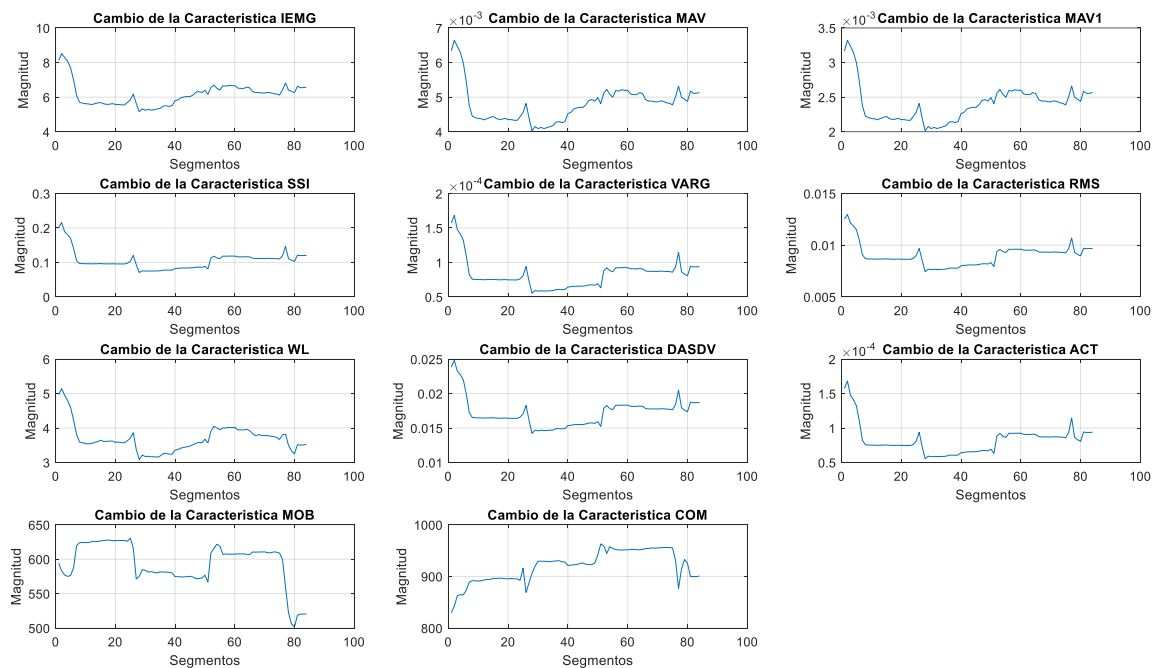 Cambio de la Caracteristica IEMG
Magnitud
10
8
6
4
0 20 40 60 80 100
Segmentos
×10-3 Cambio de la Caracteristica MAV
Magnitud
7
6
5
4
0 20 40 60 80 100
Segmentos
×10-3 Cambio de la Caracteristica MAV1
Magnitud
3.5
3
2.5
2
0 20 40 60 80 100
Segmentos
Cambio de la Caracteristica SSI
Magnitud
0.3
0.2
0.1
0
0 20 40 60 80 100
Segmentos
×10-4 Cambio de la Caracteristica VARG
Magnitud
2
1.5
1
0.5
0 20 40 60 80 100
Segmentos
Cambio de la Caracteristica RMS
Magnitud
0.015
0.01
0.005
0 20 40 60 80 100
Segmentos
Cambio de la Caracteristica WL
Magnitud
6
5
4
3
0 20 40 60 80 100
Segmentos
Cambio de la Caracteristica DASDV
Magnitud
0.025
0.02
0.015
0.01
0 20 40 60 80 100
Segmentos
×10-4 Cambio de la Caracteristica ACT
Magnitud
2
1.5
1
0.5
0 20 40 60 80 100
Segmentos
Cambio de la Caracteristica MOB
Magnitud
650
600
550
500
0 20 40 60 80 100
Segmentos
Cambio de la Caracteristica COM
Magnitud
1000
900
800
0 20 40 60 80 100
Segmentos